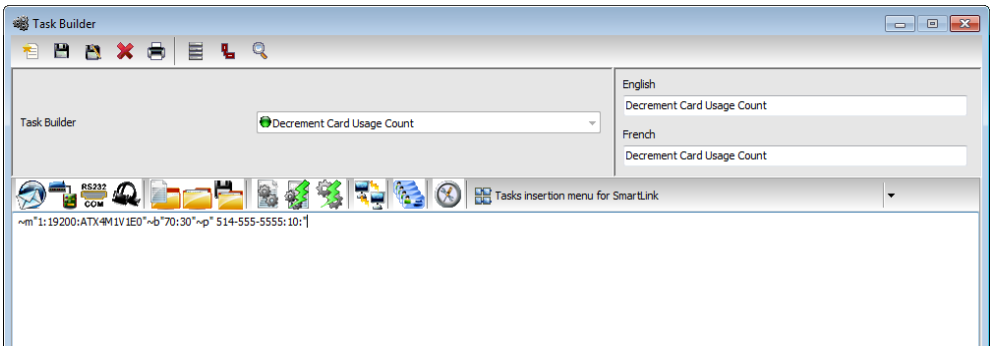 Task Builder
English
Decrement Card Usage Count
Task Builder
Decrement Card Usage Count
French
Decrement Card Usage Count
RS232
COM
Tasks insertion menu for SmartLink
~m"1:19200:ATX4M1V1E0"~b"70:30"~p" 514-555-5555:10:"